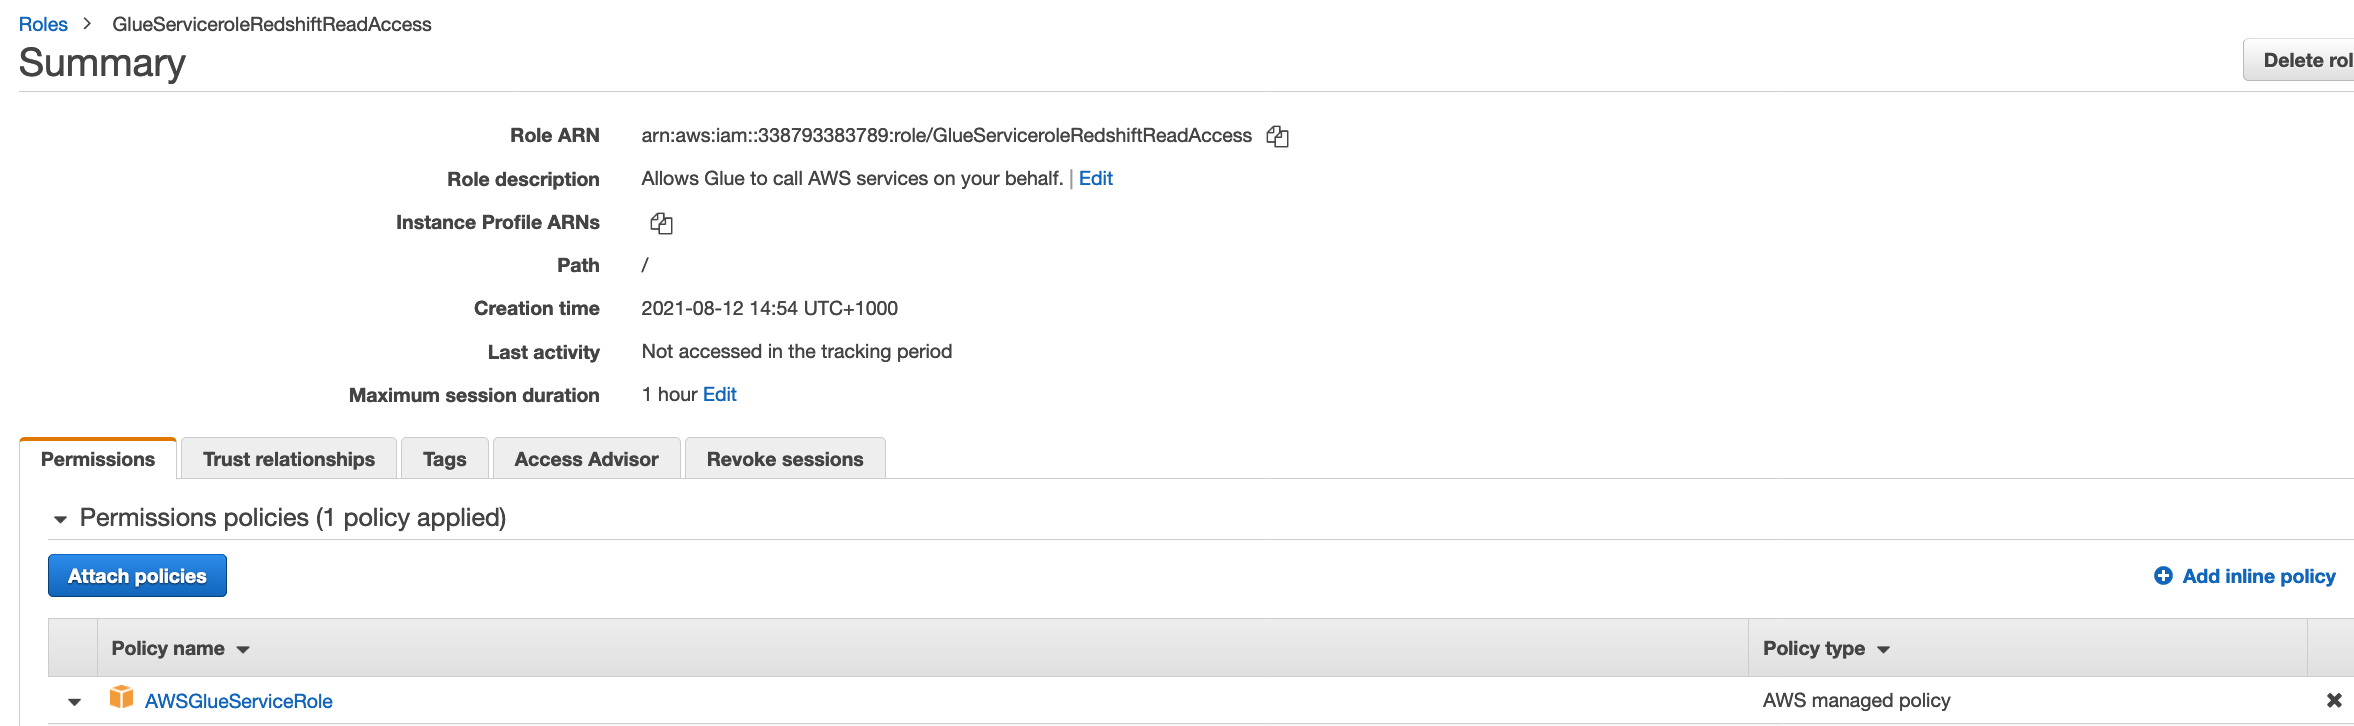 Roles > GlueServiceroleRedshiftReadAccess
Summary
Delete rol
Role ARN arn:aws:iam::338793383789:role/GlueServiceroleRedshiftReadAccess
Role description Allows Glue to call AWS services on your behalf. | Edit
Instance Profile ARNs
Path /
Creation time 2021-08-12 14:54 UTC+1000
Last activity Not accessed in the tracking period
Maximum session duration 1 hour Edit
Permissions Trust relationships Tags Access Advisor Revoke sessions
Permissions policies (1 policy applied)
Attach policies Add inline policy
Policy name Policy type
AWSGlueServiceRole AWS managed policy